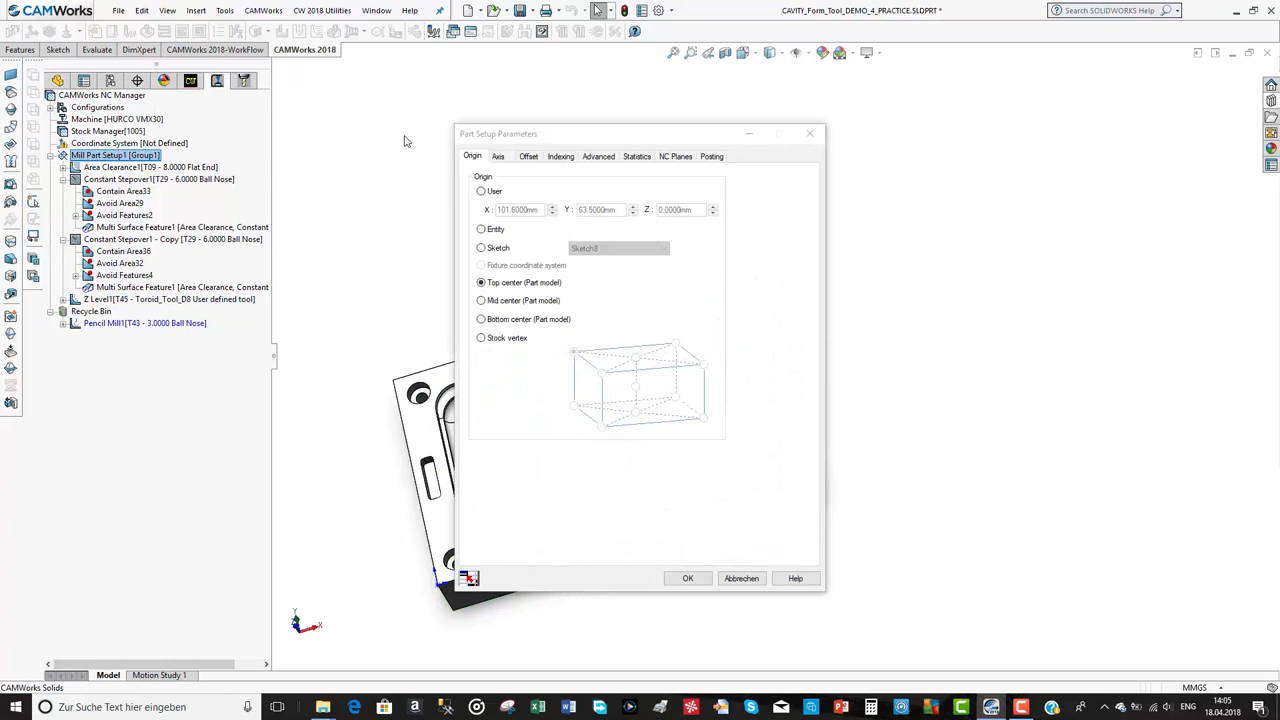 CAMWorks File Edit View Insert Tools CAMWorks CW 2018 Utilities Window Help CAVITY_Form_Tool_DEMO_4_PRACTICE.SLDPRT * Search SOLIDWORKS Help
Features Sketch Evaluate DimXpert CAMWorks 2018-WorkFlow CAMWorks 2018
CAMWorks NC Manager
Configurations
Machine [HURCO VMX30]
Stock Manager[1005]
Coordinate System [Not Defined]
Mill Part Setup1 [Group1]
Area Clearance1[T09 - 8.0000 Flat End]
Constant Stepover1[T29 - 6.0000 Ball Nose]
Contain Area33
Avoid Area29
Avoid Features2
Multi Surface Feature1 [Area Clearance, Constant
Constant Stepover1 - Copy [T29 - 6.0000 Ball Nose]
Contain Area36
Avoid Area32
Avoid Features4
Multi Surface Feature1 [Area Clearance, Constant
Z Level1[T45 - Toroid_Tool_D8 User defined tool]
Recycle Bin
Pencil Mill1[T43 - 3.0000 Ball Nose]
Part Setup Parameters
Origin Axis Offset Indexing Advanced Statistics NC Planes Posting
Origin
User
X : 101.6000mm Y : 63.5000mm Z : 0.0000mm
Entity
Sketch Sketch8
Fixture coordinate system
Top center (Part model)
Mid center (Part model)
Bottom center (Part model)
Stock vertex
OK Abbrechen Help
Y
X
Model Motion Study 1
CAMWorks Solids MMGS
Zur Suche Text hier eingeben
14:05
18.04.2018